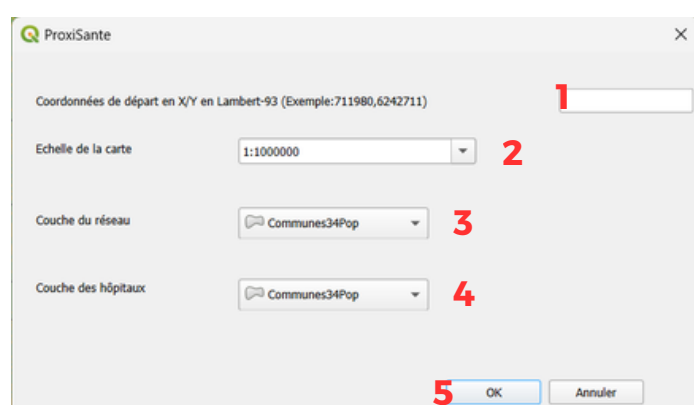 ProxiSante
Coordonnées de départ en X/Y en Lambert-93 (Exemple:711980,6242711) 1
Echelle de la carte 1:1000000 2
Couche du réseau Communes34Pop 3
Couche des hôpitaux Communes34Pop 4
5 OK Annuler